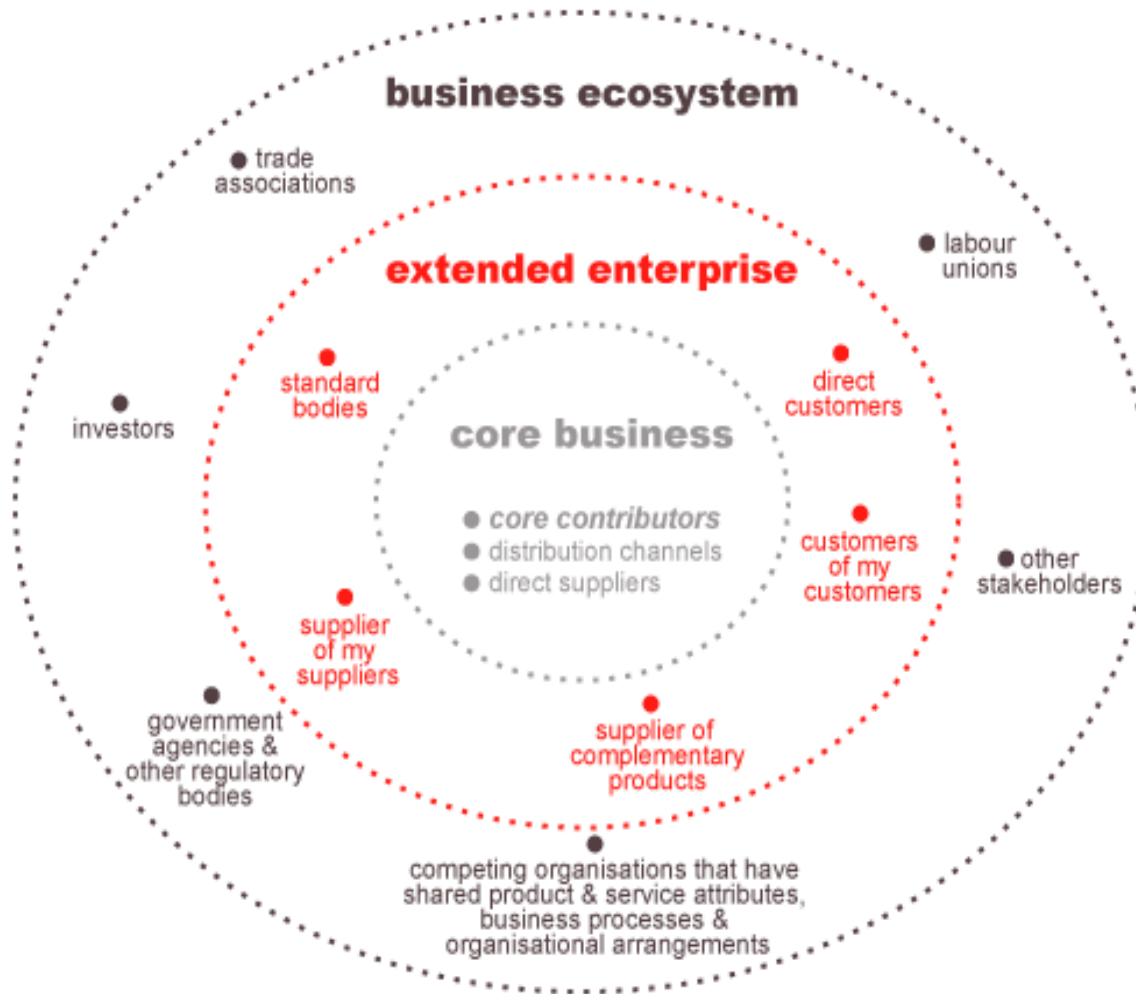 business ecosystem
trade
associations
labour
unions
extended enterprise
standard
bodies
direct
customers
investors
core business
core contributors
distribution channels
direct suppliers
customers
of my
customers
other
stakeholders
supplier
of my
suppliers
government
agencies &
other regulatory
bodies
supplier of
complementary
products
competing organisations that have
shared product & service attributes,
business processes &
organisational arrangements